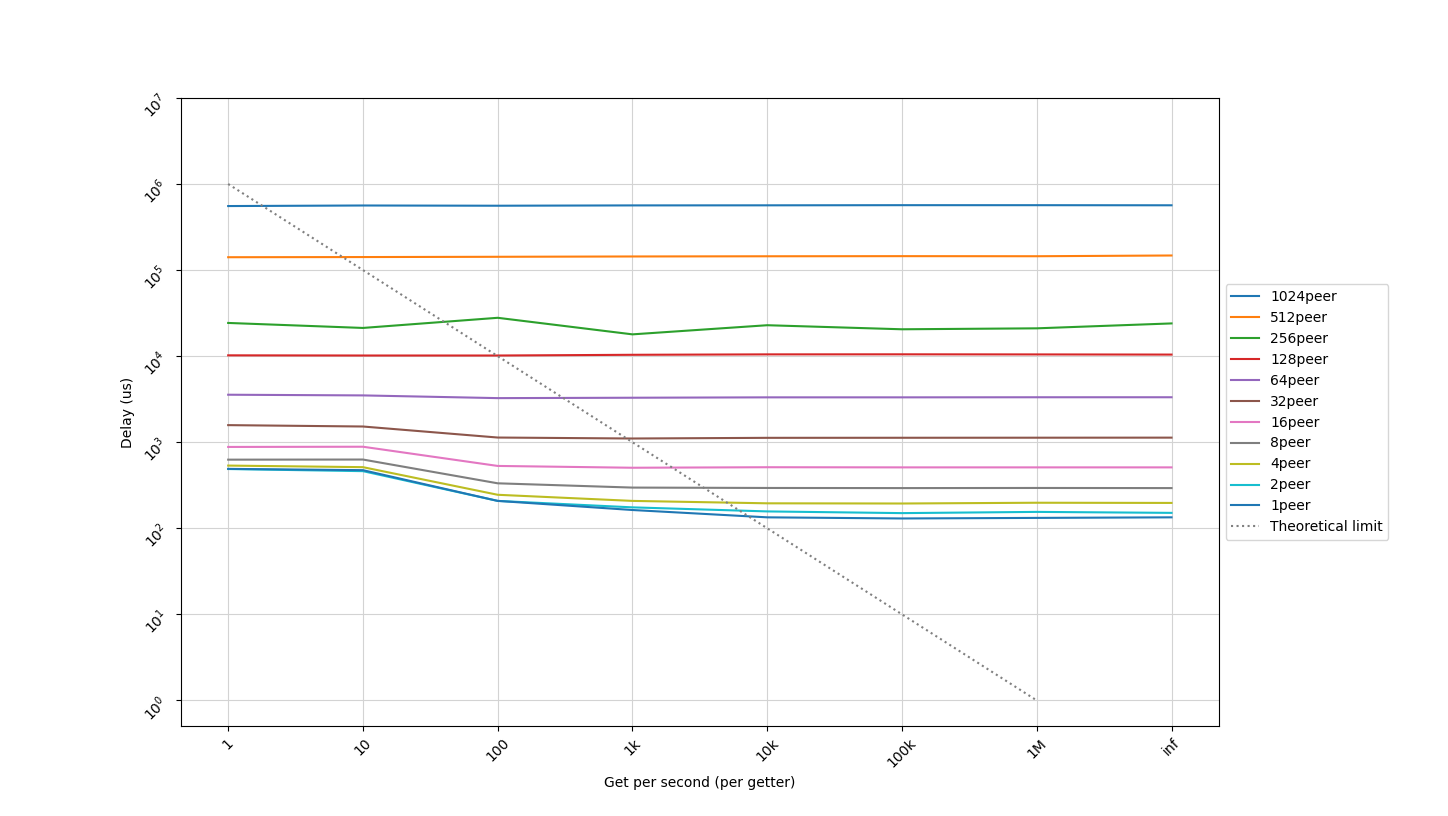 10^7
10^6
10^5
10^4
10^3
10^2
10^1
10^0
Delay (us)
1
10
100
1k
10k
100k
1M
inf
Get per second (per getter)
1024peer
512peer
256peer
128peer
64peer
32peer
16peer
8peer
4peer
2peer
1peer
Theoretical limit